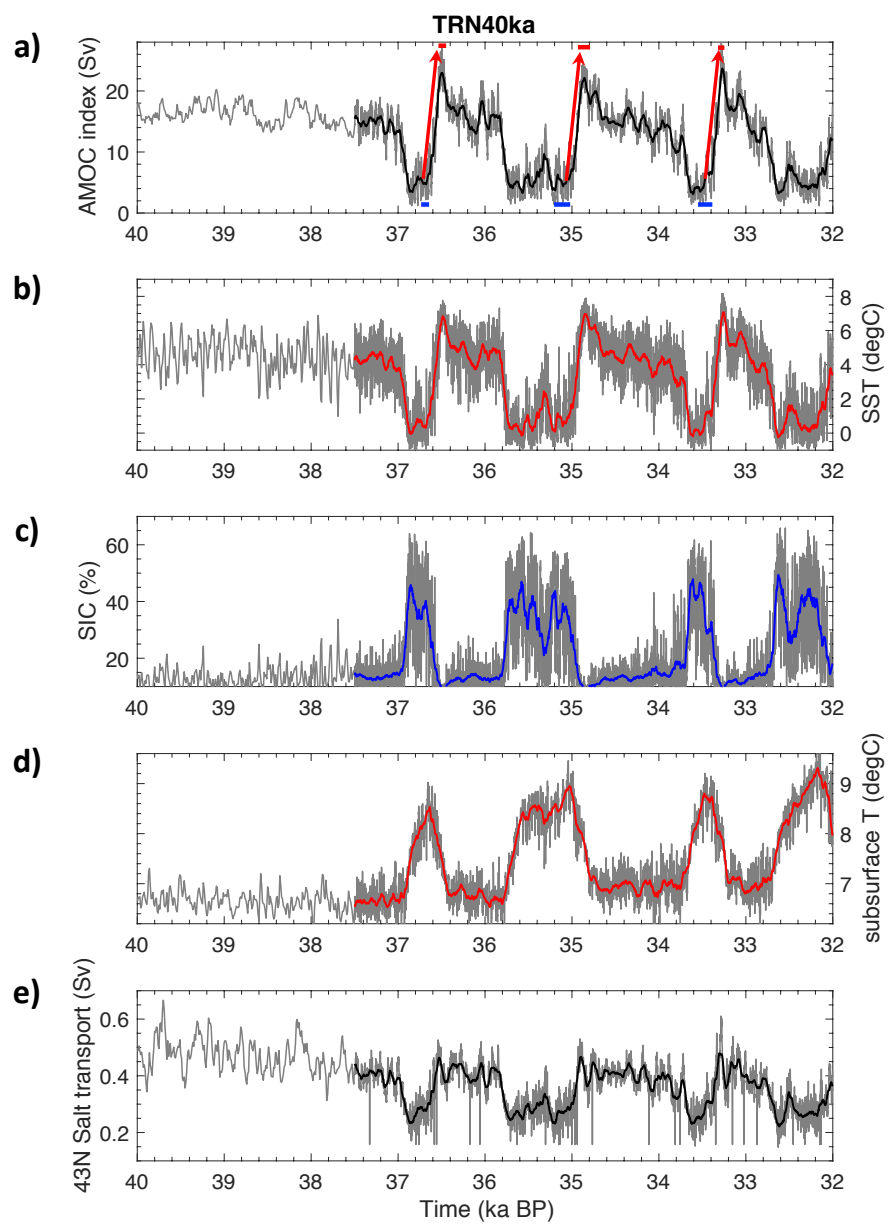 TRN40ka
a)
AMOC index (Sv)
20
10
0
40 39 38 37 36 35 34 33 32
b)
8
6
4
2
0
SST (degC)
40 39 38 37 36 35 34 33 32
c)
SIC (%)
60
40
20
40 39 38 37 36 35 34 33 32
d)
9
8
7
subsurface T (degC)
40 39 38 37 36 35 34 33 32
e)
43N Salt transport (Sv)
0.6
0.4
0.2
40 39 38 37 36 35 34 33 32
Time (ka BP)